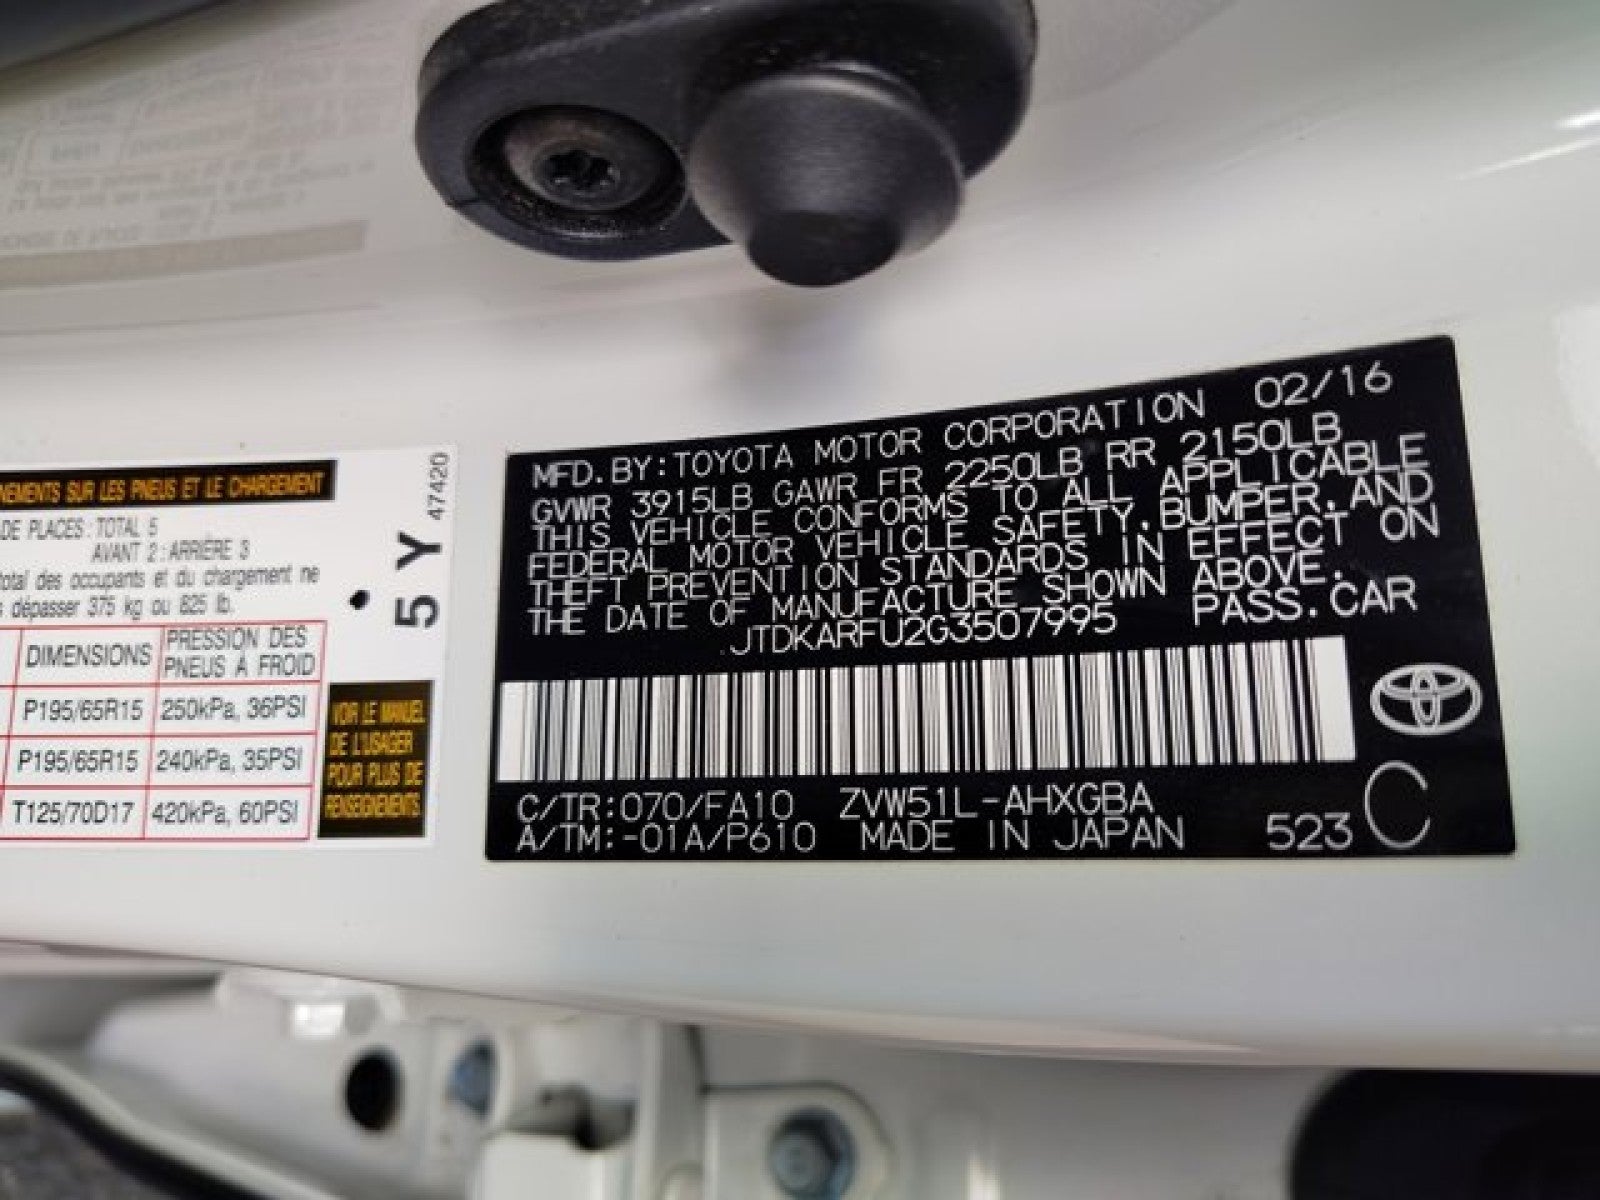 NEMENTS SUR LES PNEUS ET LE CHARGEMENT
DE PLACES : TOTAL 5
AVANT 2 : ARRIÈRE 3
total des occupants et du chargement ne
dépasser 375 kg ou 825 lb.
DIMENSIONS PRESSION DES PNEUS À FROID
P195/65R15 250kPa, 36PSI
P195/65R15 240kPa, 35PSI
T125/70D17 420kPa, 60PSI
5 Y 47420
VOIR LE MANUEL
DE L'USAGER
POUR PLUS DE
RENSEIGNEMENTS
MFD. BY: TOYOTA MOTOR CORPORATION 02/16
GVWR 3915LB GAWR FR 2250LB RR 2150LB
THIS VEHICLE CONFORMS TO ALL APPLICABLE
FEDERAL MOTOR VEHICLE SAFETY, BUMPER, AND
THEFT PREVENTION STANDARDS IN EFFECT ON
THE DATE OF MANUFACTURE SHOWN ABOVE.
JTDKARFU2G3507995 PASS. CAR
C/TR: 070/FA10 ZVW51L-AHXGBA
A/TM: -01A/P610 MADE IN JAPAN 523 C